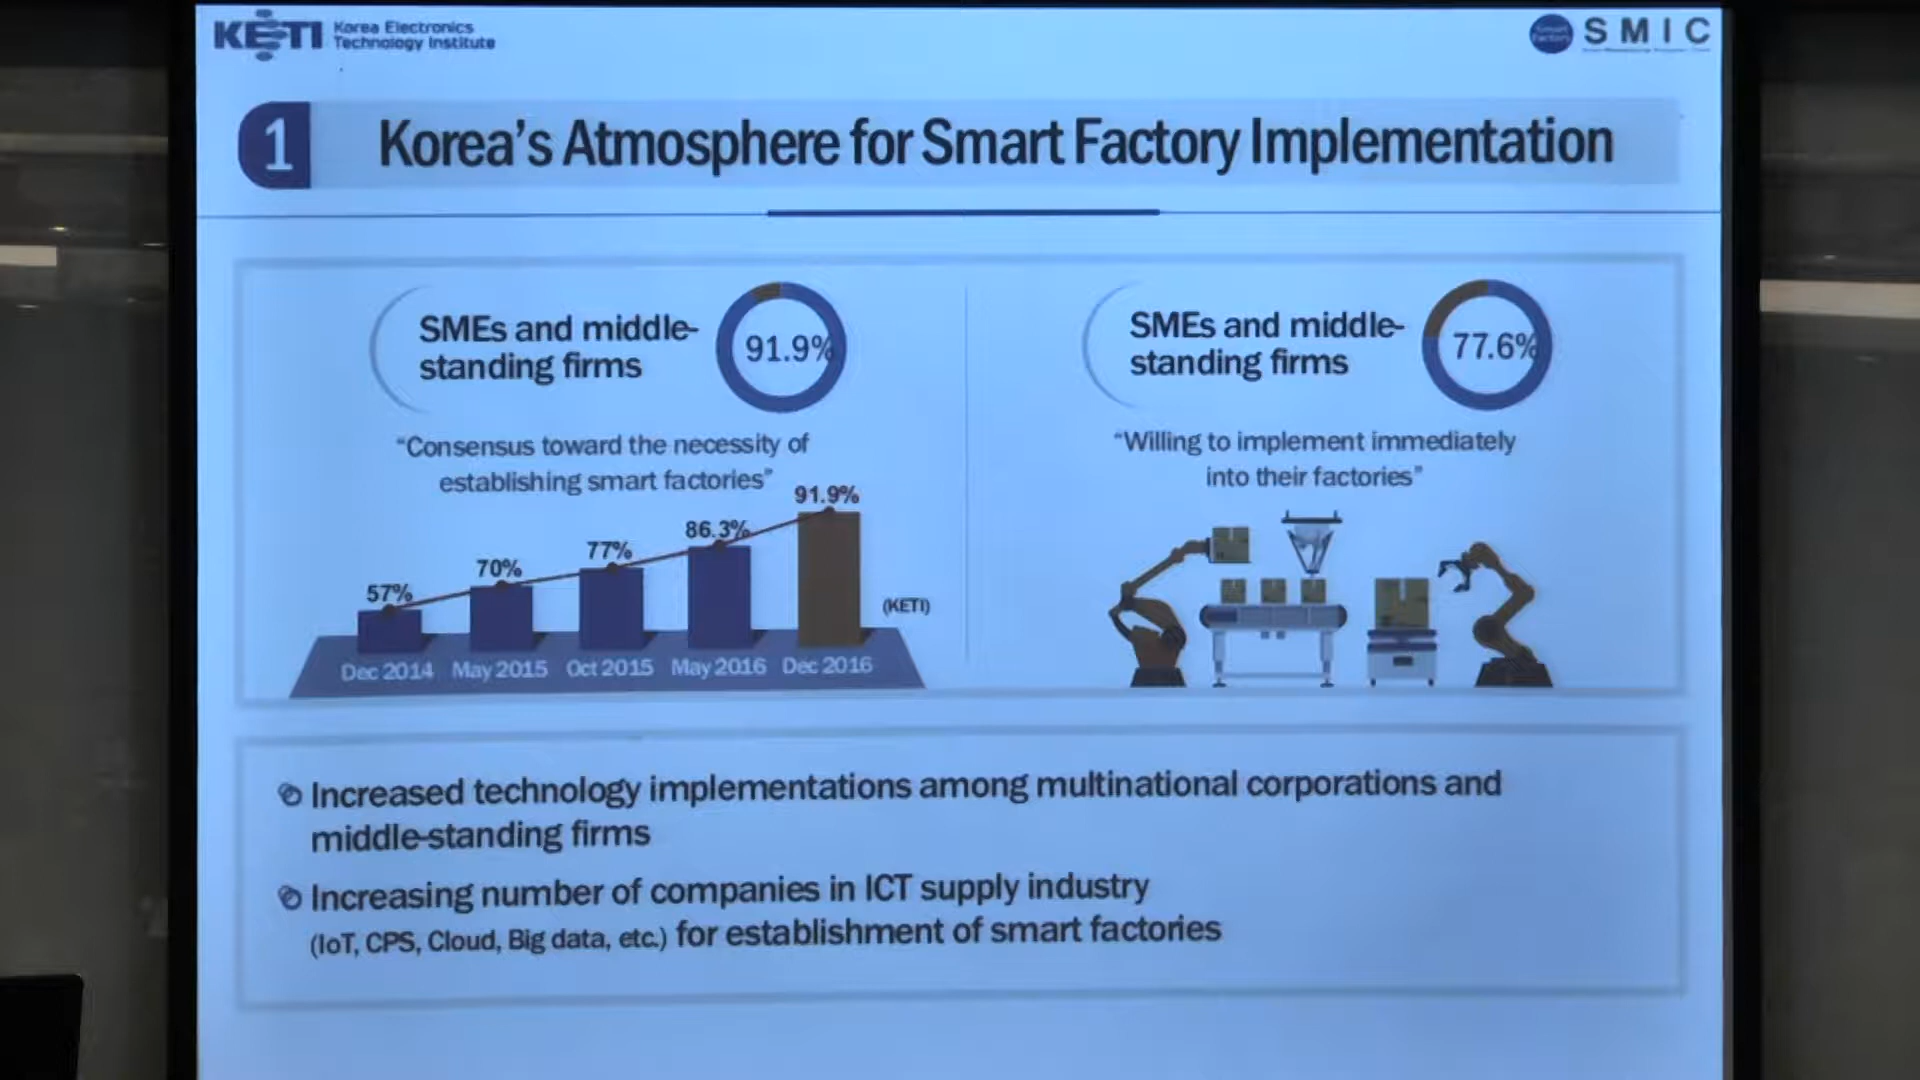 KETI Korea Electronics
Technology Institute
SMIC
Smart
Factory
1
Korea's Atmosphere for Smart Factory Implementation
SMEs and middle-
standing firms
91.9%
"Consensus toward the necessity of
establishing smart factories"
57%
70%
77%
86.3%
91.9%
(KETI)
Dec 2014 May 2015 Oct 2015 May 2016 Dec 2016
SMEs and middle-
standing firms
77.6%
"Willing to implement immediately
into their factories"
Increased technology implementations among multinational corporations and
middle-standing firms
Increasing number of companies in ICT supply industry
(IoT, CPS, Cloud, Big data, etc.) for establishment of smart factories